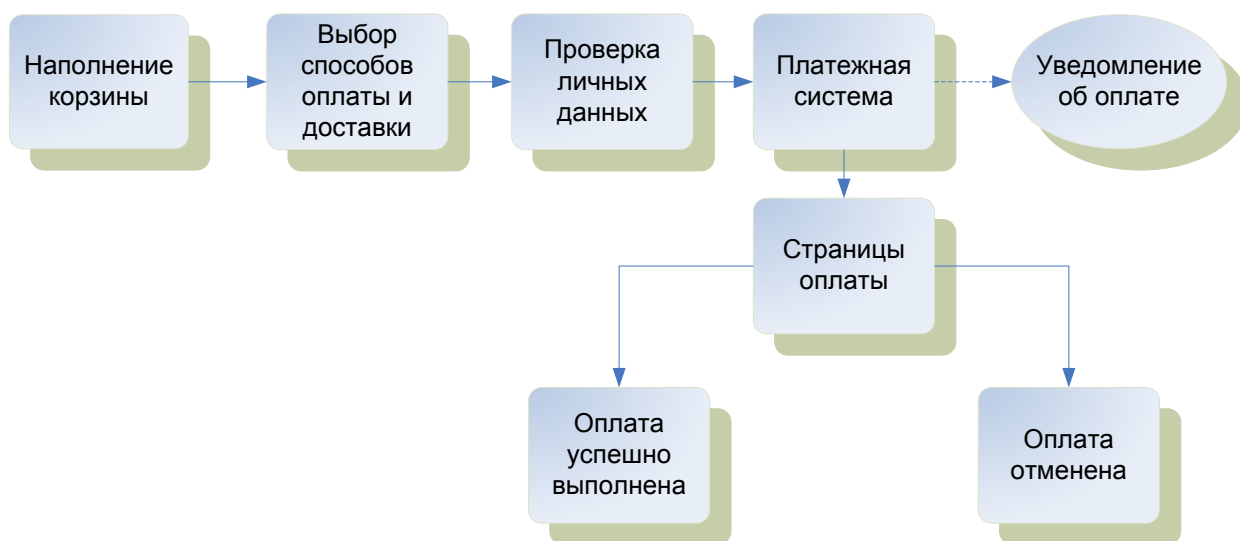 Наполнение
корзины
Выбор
способов
оплаты и
доставки
Проверка
личных
данных
Платежная
система
Уведомление
об оплате
Страницы
оплаты
Оплата
успешно
выполнена
Оплата
отменена